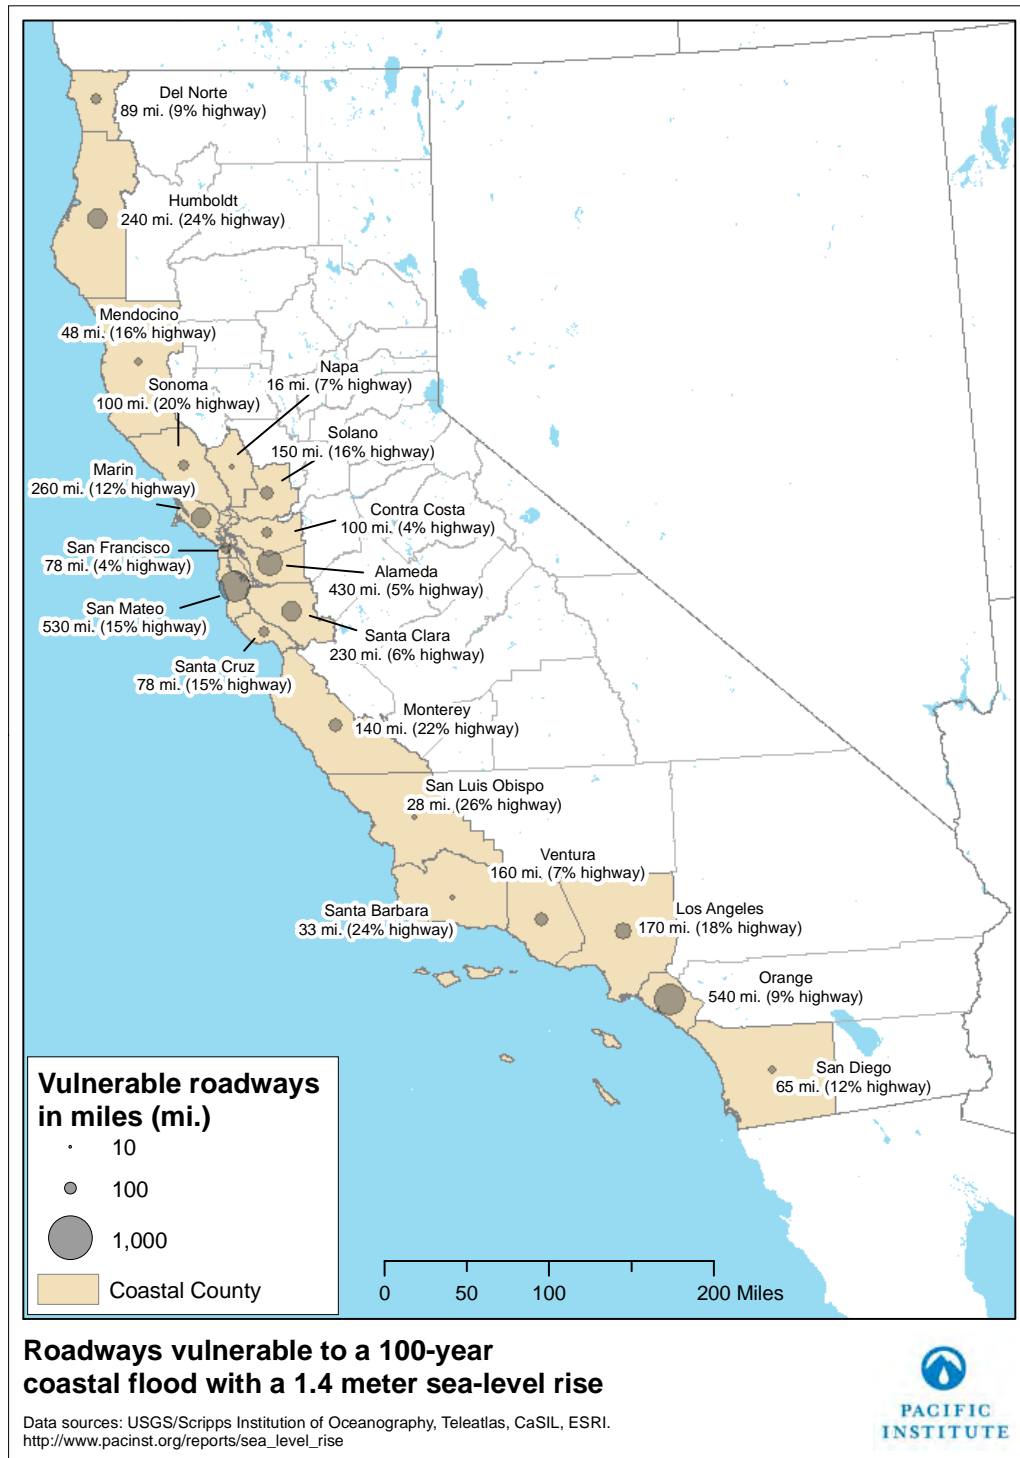 Del Norte
89 mi. (9% highway)
Humboldt
240 mi. (24% highway)
Mendocino
48 mi. (16% highway)
Napa
16 mi. (7% highway)
Sonoma
100 mi. (20% highway)
Solano
150 mi. (16% highway)
Marin
260 mi. (12% highway)
Contra Costa
100 mi. (4% highway)
San Francisco
78 mi. (4% highway)
Alameda
430 mi. (5% highway)
San Mateo
530 mi. (15% highway)
Santa Clara
230 mi. (6% highway)
Santa Cruz
78 mi. (15% highway)
Monterey
140 mi. (22% highway)
San Luis Obispo
28 mi. (26% highway)
Ventura
160 mi. (7% highway)
Santa Barbara
33 mi. (24% highway)
Los Angeles
170 mi. (18% highway)
Orange
540 mi. (9% highway)
San Diego
65 mi. (12% highway)
Vulnerable roadways
in miles (mi.)
10
100
1,000
Coastal County
0 50 100 200 Miles
Roadways vulnerable to a 100-year
coastal flood with a 1.4 meter sea-level rise
Data sources: USGS/Scripps Institution of Oceanography, Teleatlas, CaSIL, ESRI.
http://www.pacinst.org/reports/sea_level_rise
PACIFIC
INSTITUTE